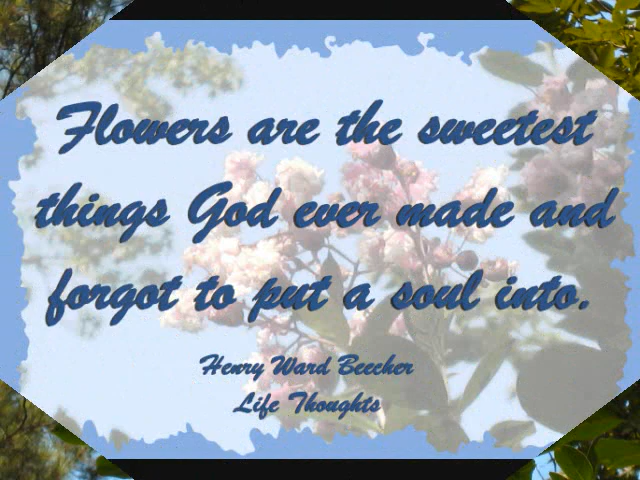 Flowers are the sweetest
things God ever made and
forgot to put a soul into.
Henry Ward Beecher
Life Thoughts